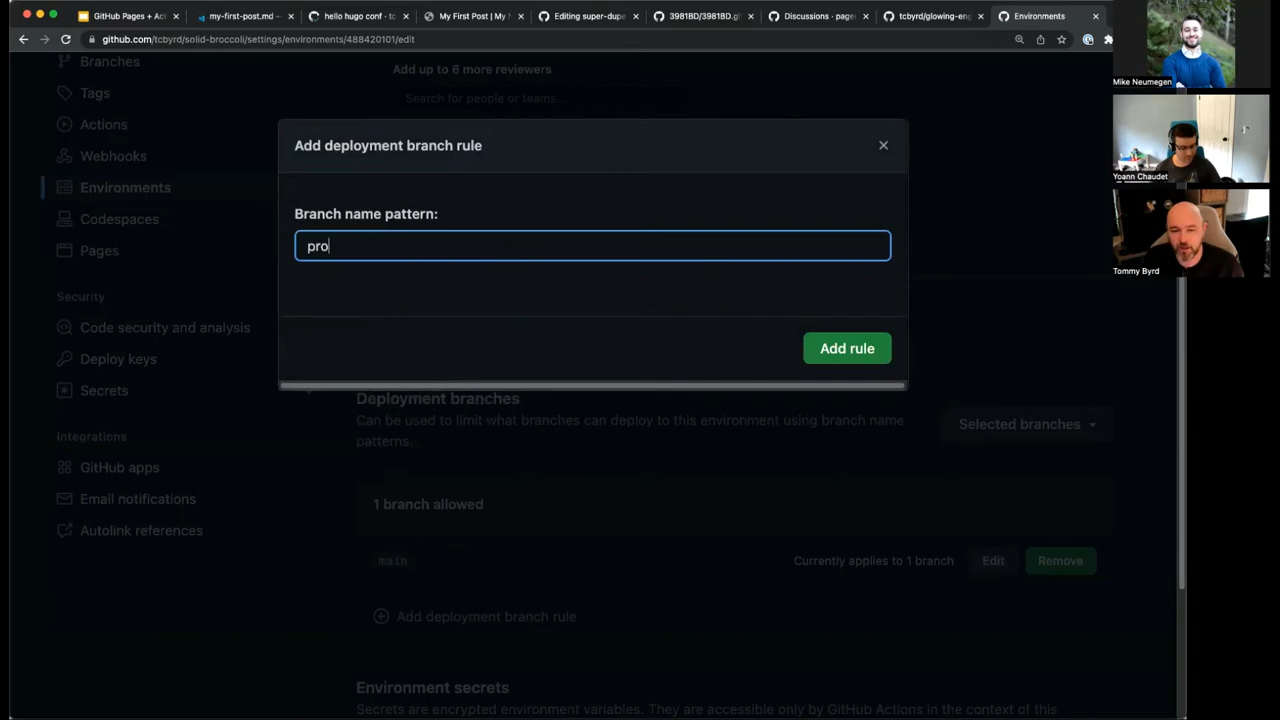 GitHub Pages + Act
my-first-post.md –
hello hugo conf - to
My First Post | My N
Editing super-dupe
3981BD/3981BD.gi
Discussions · page
tcbyrd/glowing-eng
Environments
github.com/tcbyrd/solid-broccoli/settings/environments/488420101/edit
Mike Neumegen
Yoann Chaudet
Tommy Byrd
Branches
Tags
Actions
Webhooks
Environments
Codespaces
Pages
Security
Code security and analysis
Deploy keys
Secrets
Integrations
GitHub apps
Email notifications
Autolink references
Add up to 6 more reviewers
Search for people or teams...
Add deployment branch rule
Branch name pattern:
pro
Add rule
Deployment branches
Can be used to limit what branches can deploy to this environment using branch name
patterns.
Selected branches
1 branch allowed
main
Currently applies to 1 branch
Edit
Remove
Add deployment branch rule
Environment secrets
Secrets are encrypted environment variables. They are accessible only by GitHub Actions in the context of this